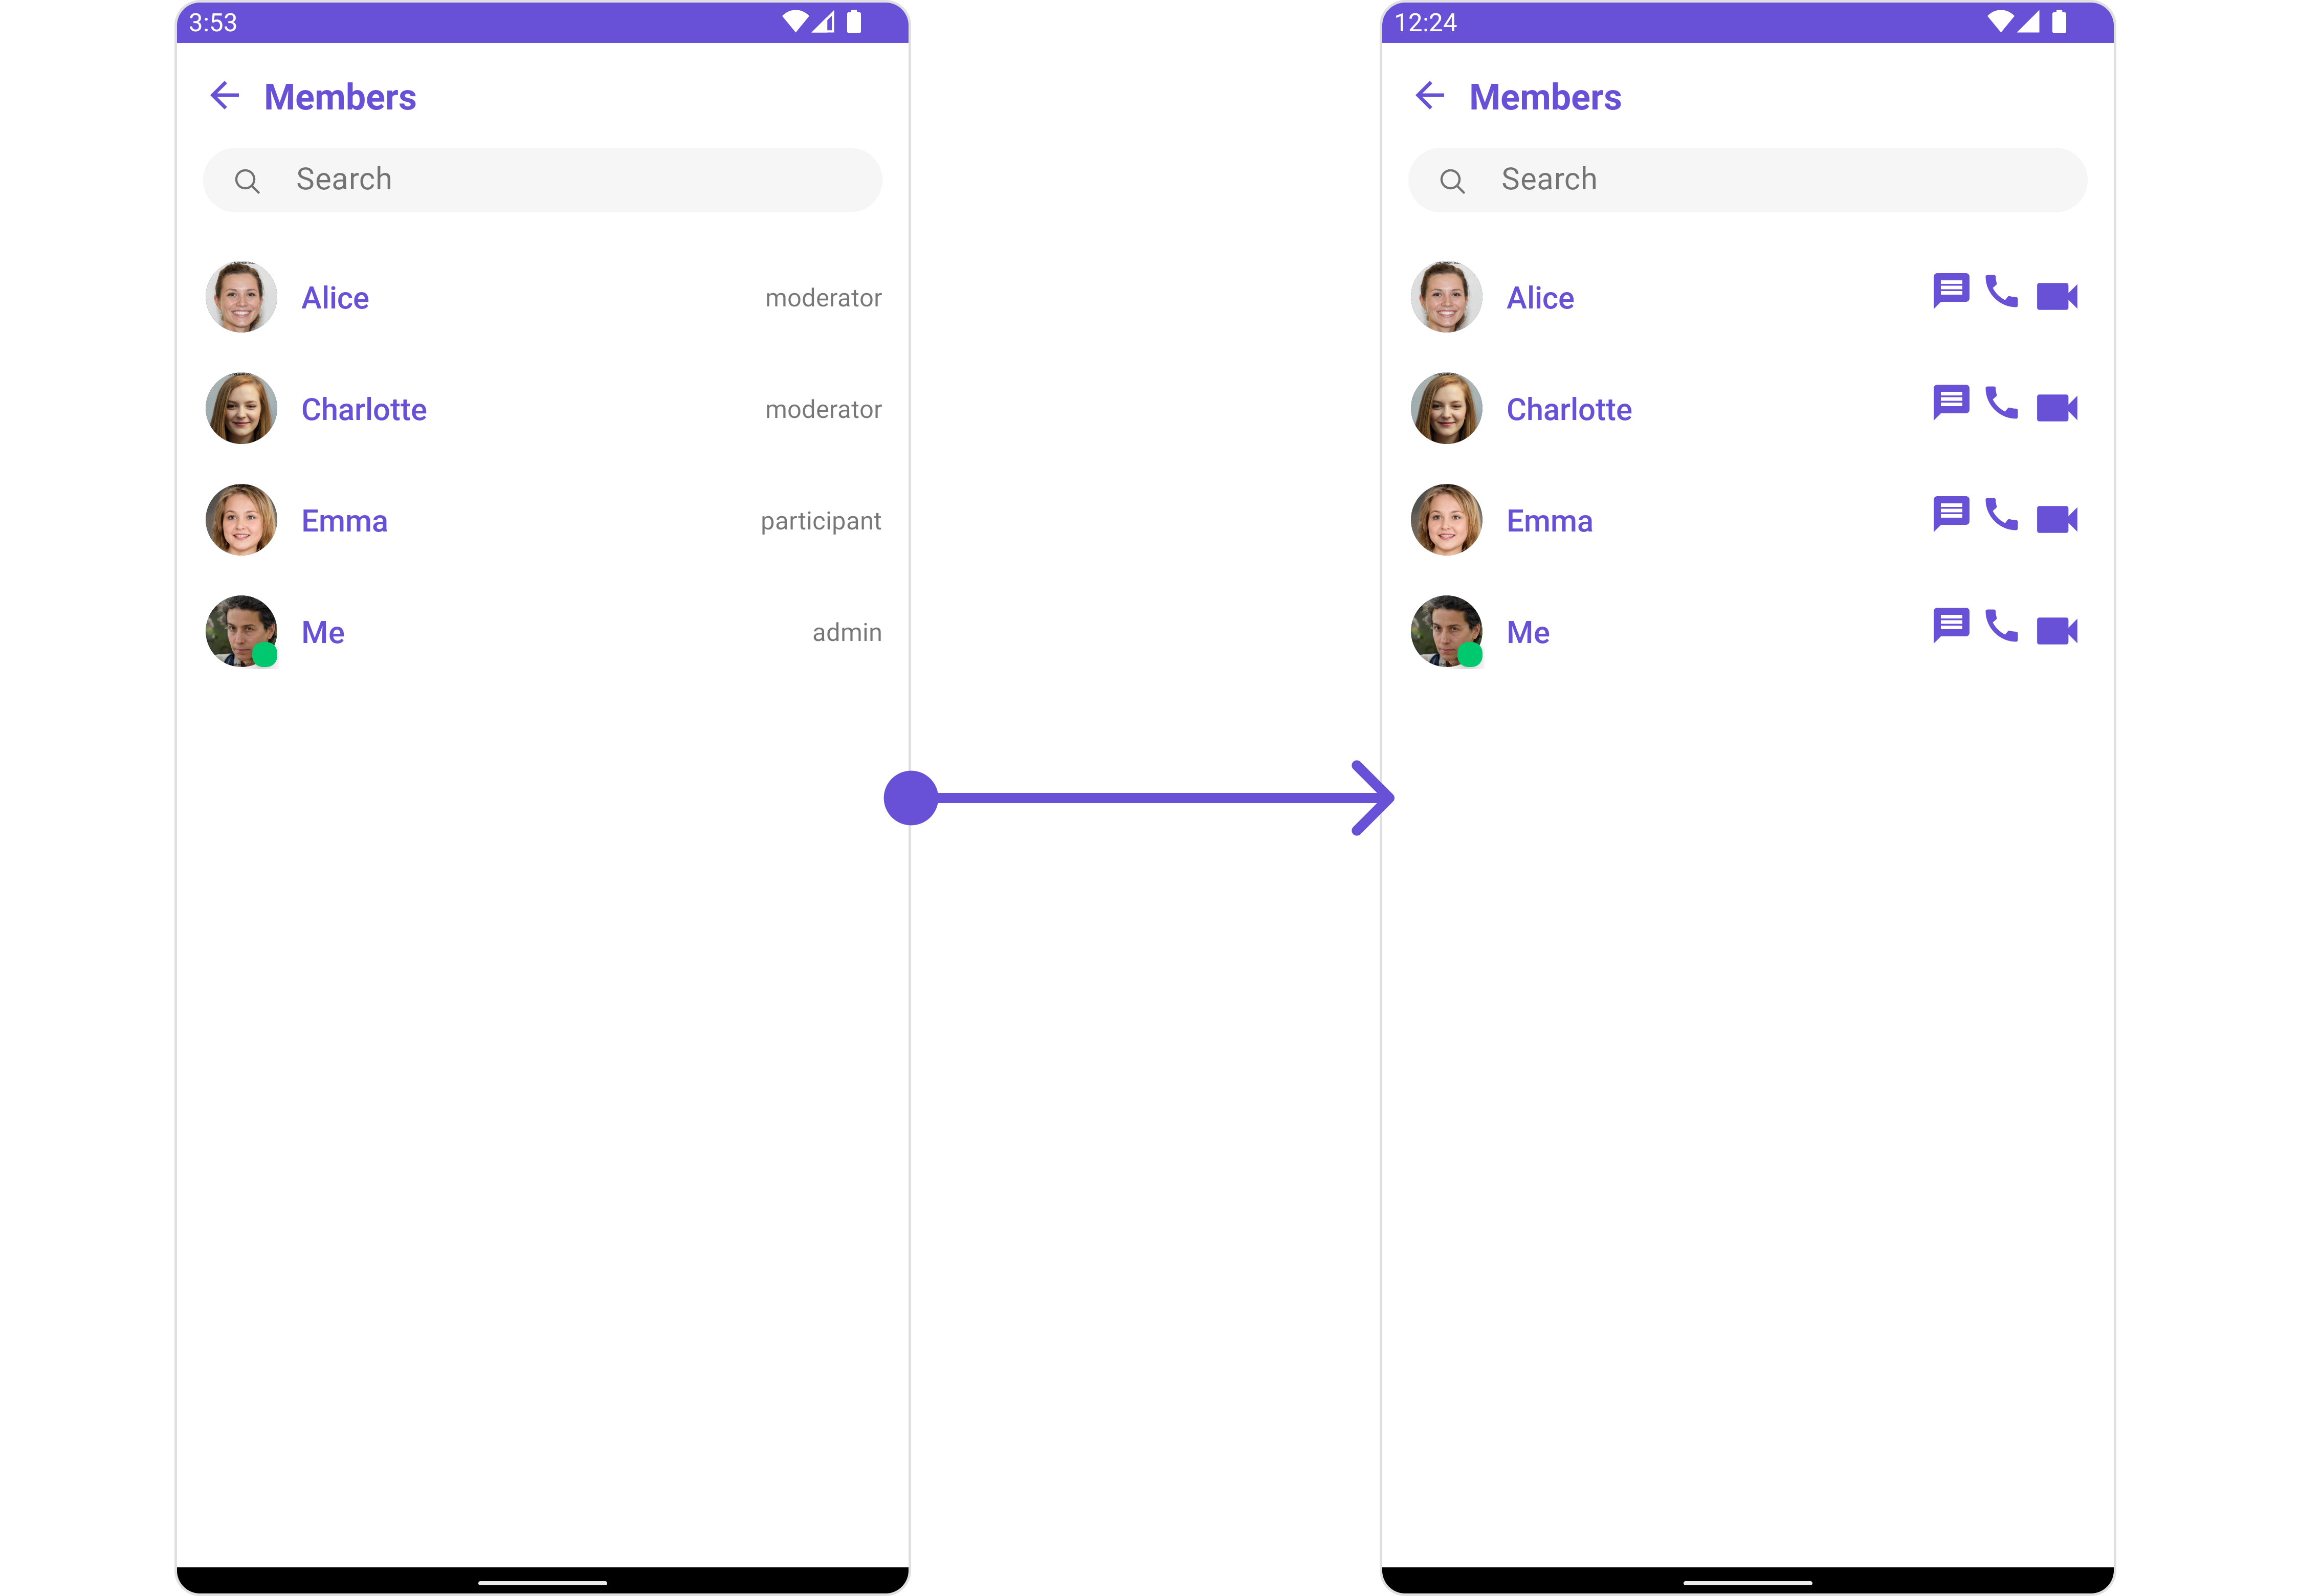 3:53
Members
Search
Alice moderator
Charlotte moderator
Emma participant
Me admin
12:24
Members
Search
Alice
Charlotte
Emma
Me